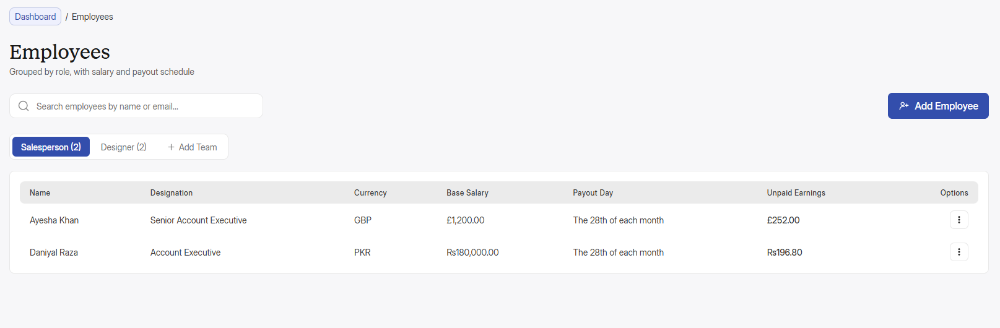 Dashboard / Employees
Employees
Grouped by role, with salary and payout schedule
Search employees by name or email...
Add Employee
Salesperson (2) Designer (2) + Add Team
Name Designation Currency Base Salary Payout Day Unpaid Earnings Options
Ayesha Khan Senior Account Executive GBP £1,200.00 The 28th of each month £252.00
Daniyal Raza Account Executive PKR Rs180,000.00 The 28th of each month Rs196.80